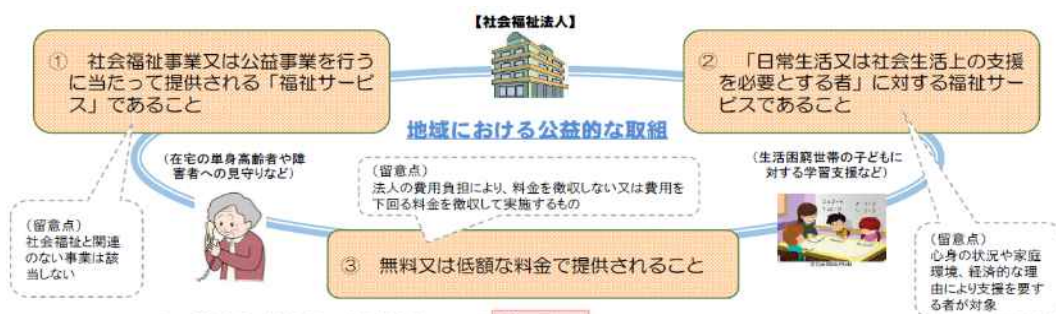 【社会福祉法人】
① 社会福祉事業又は公益事業を行う
に当たって提供される「福祉サービ
ス」であること
② 「日常生活又は社会生活上の支援
を必要とする者」に対する福祉サー
ビスであること
地域における公益的な取組
(在宅の単身高齢者や障
害者への見守りなど)
(留意点)
法人の費用負担により、料金を徴収しない又は費用を
下回る料金を徴収して実施するもの
(生活困窮世帯の子どもに
対する学習支援など)
(留意点)
社会福祉と関連
のない事業は該
当しない
③ 無料又は低額な料金で提供されること
(留意点)
心身の状況や家庭
環境、経済的な理
由により支援を要す
る者が対象